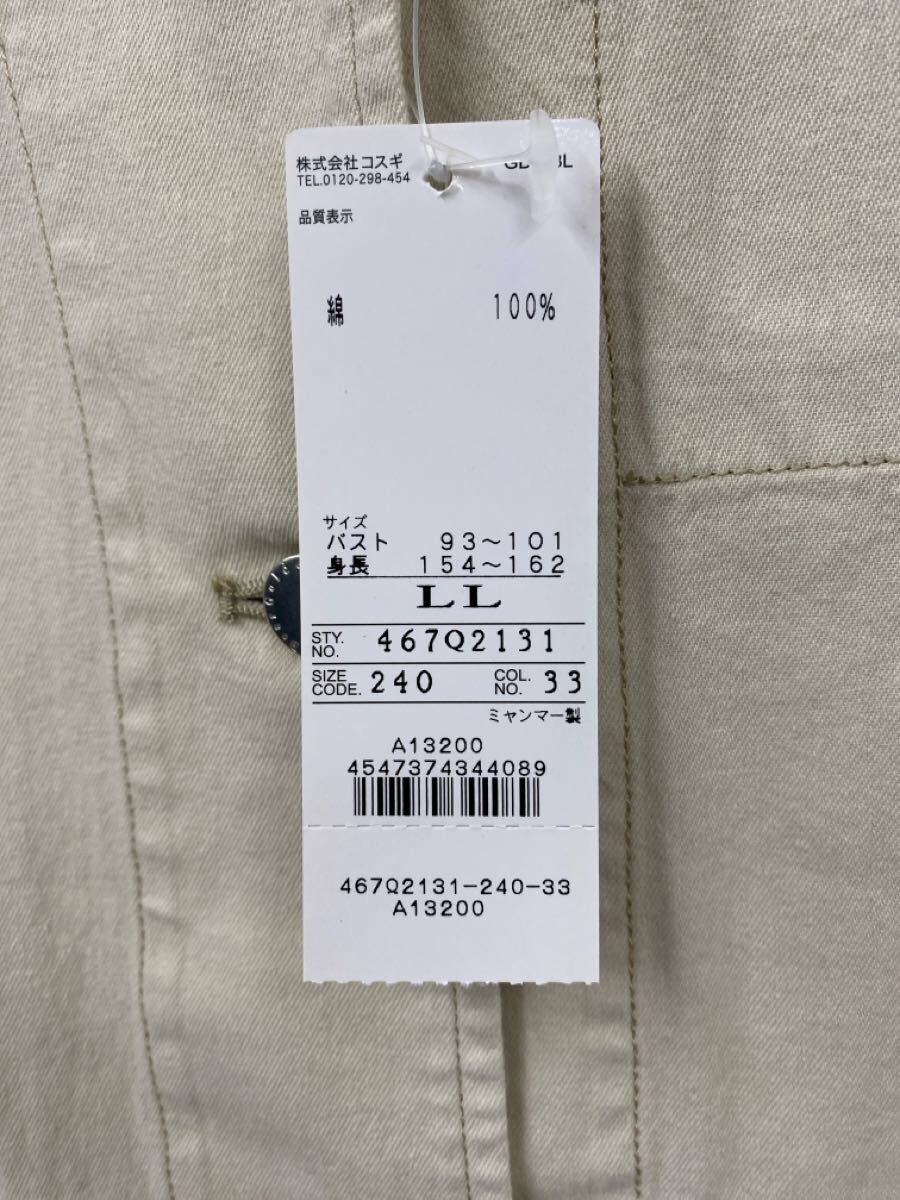 株式会社コスギ
TEL.0120-298-454
品質表示
綿 100%
サイズ
バスト 93～101
身長 154～162
LL
STY. NO. 467Q2131
SIZE CODE. 240 COL. NO. 33
ミャンマー製
A13200
4547374344089
467Q2131-240-33
A13200